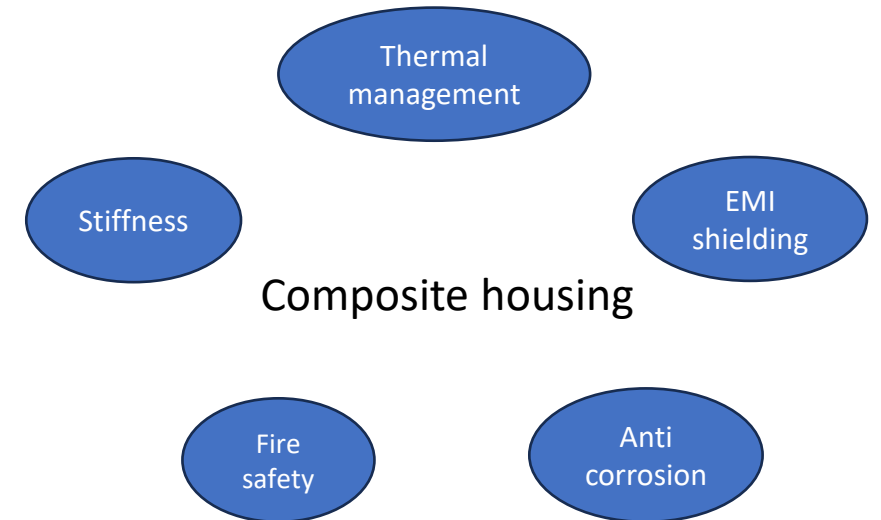 Thermal
management
Stiffness
EMI
shielding
Composite housing
Fire
safety
Anti
corrosion